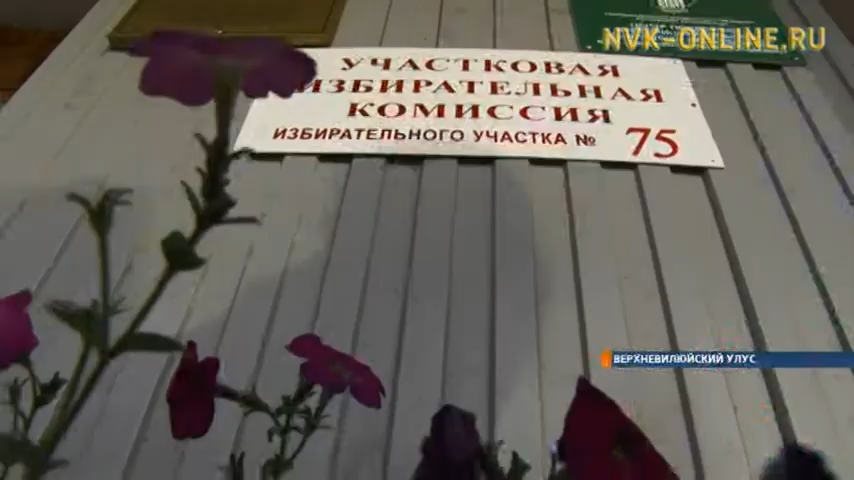 NVK-ONLINE.RU
УЧАСТКОВАЯ
ИЗБИРАТЕЛЬНАЯ
КОМИССИЯ
ИЗБИРАТЕЛЬНОГО УЧАСТКА № 75
ВЕРХНЕВИЛЮЙСКИЙ УЛУС